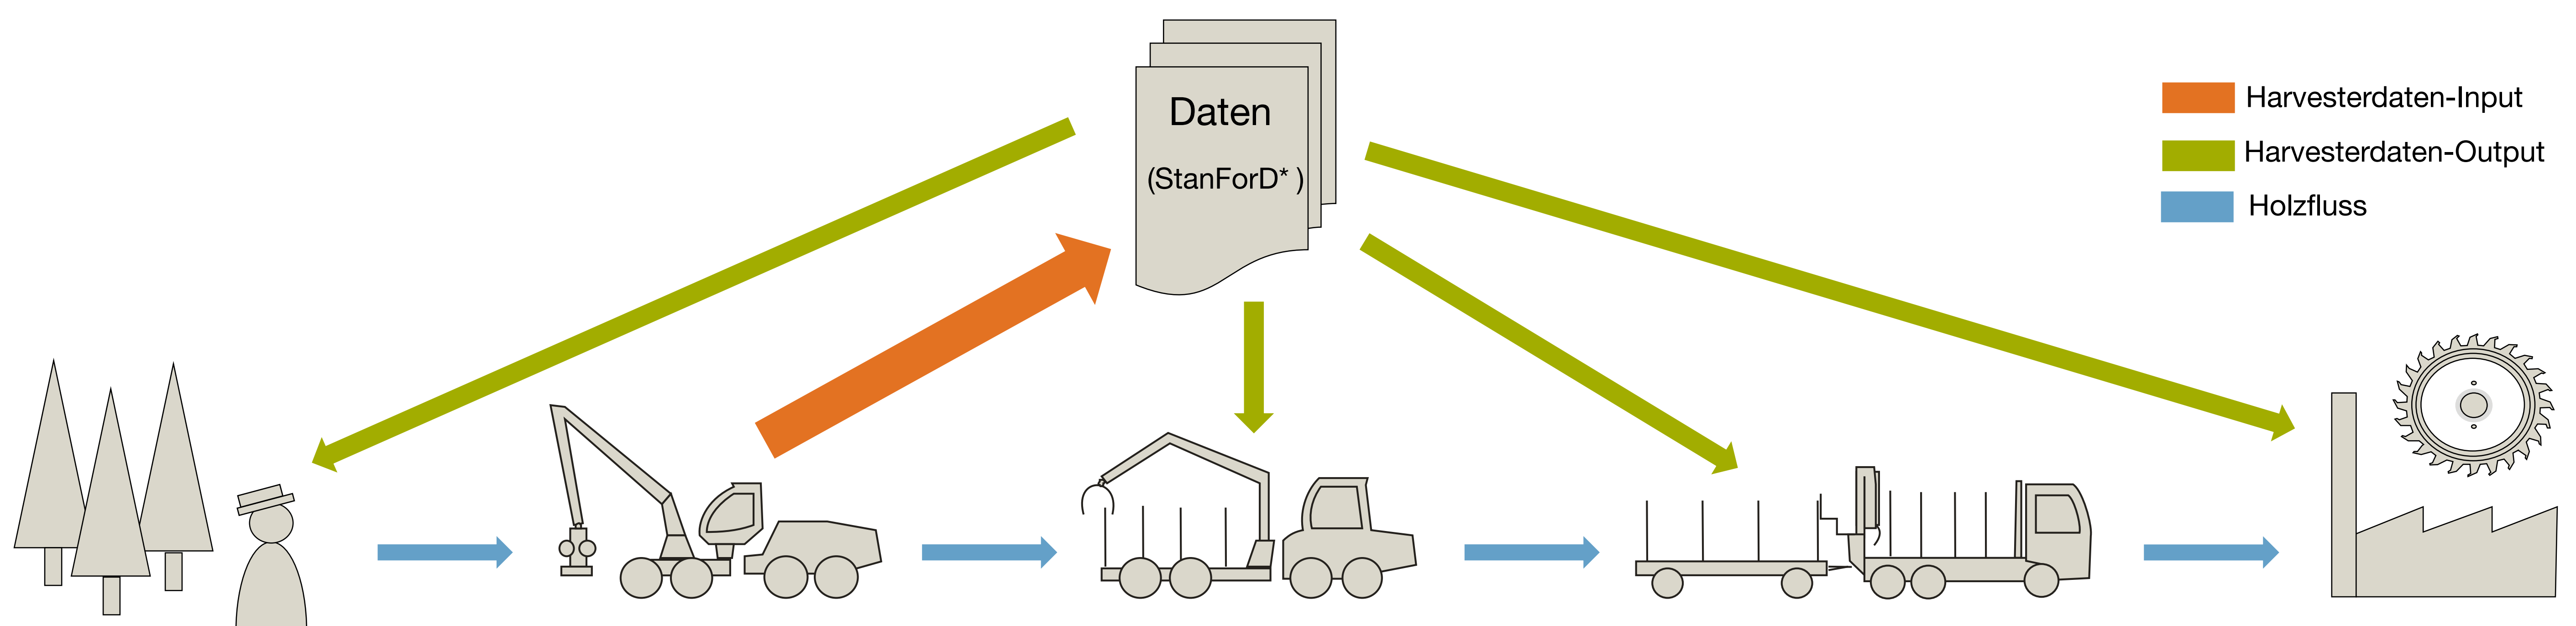 Daten
(StanForD* )
Harvesterdaten-Input
Harvesterdaten-Output
Holzfluss